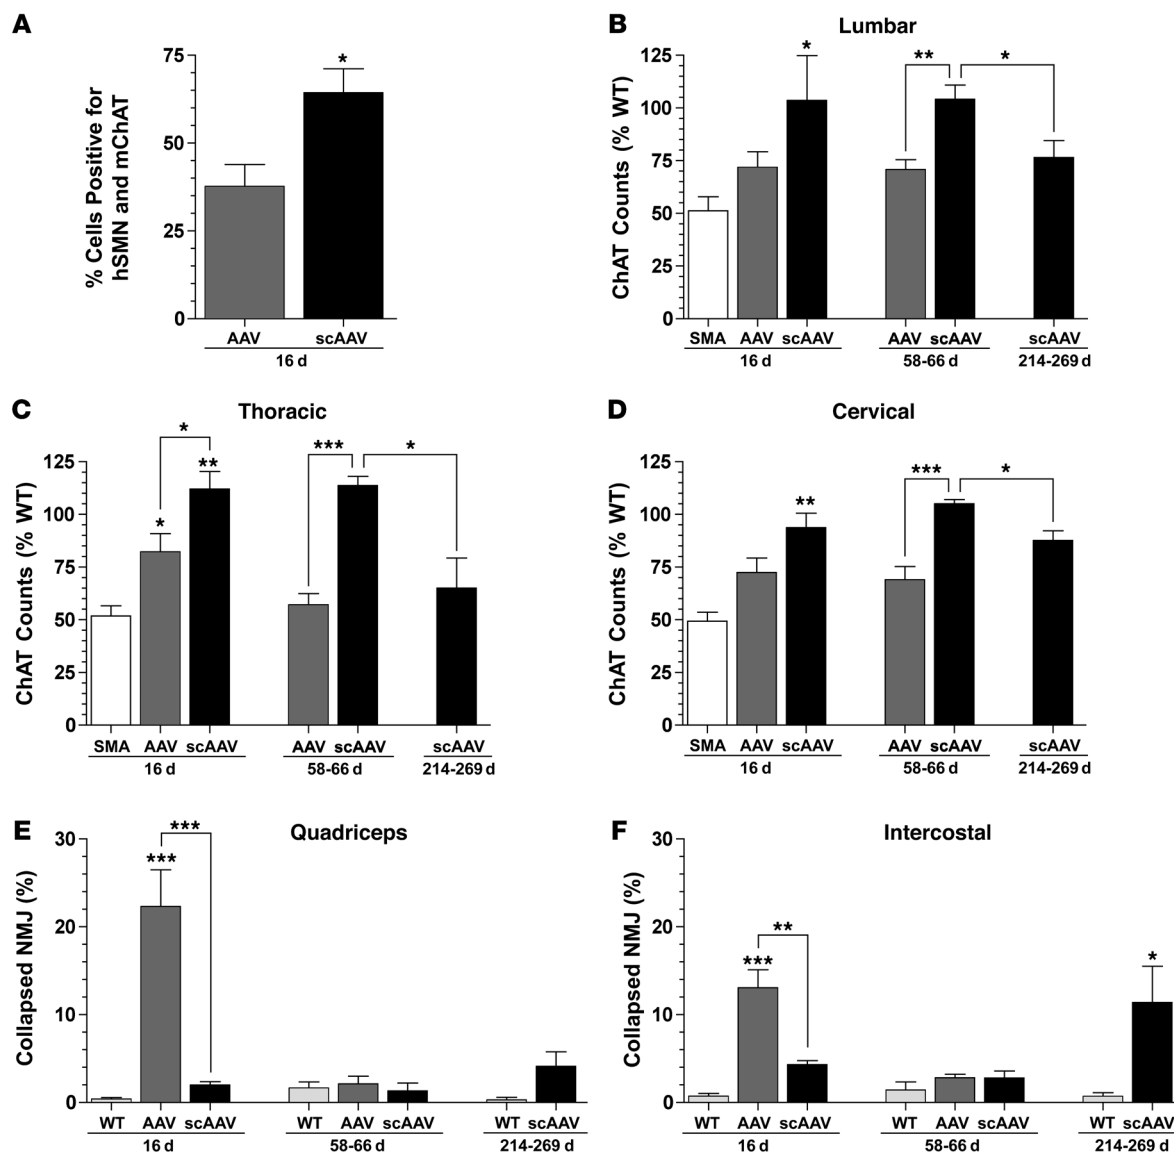 A
% Cells Positive for
hSMN and mChAT
75
50
25
0
*
AAV scAAV
16 d
B
Lumbar
ChAT Counts (% WT)
125
100
75
50
25
0
* ** *
SMA AAV scAAV AAV scAAV scAAV
16 d 58-66 d 214-269 d
C
Thoracic
ChAT Counts (% WT)
125
100
75
50
25
0
* *** *
**
*
SMA AAV scAAV AAV scAAV scAAV
16 d 58-66 d 214-269 d
D
Cervical
ChAT Counts (% WT)
125
100
75
50
25
0
*** *
**
SMA AAV scAAV AAV scAAV scAAV
16 d 58-66 d 214-269 d
E
Quadriceps
Collapsed NMJ (%)
30
20
10
0
***
***
WT AAV scAAV WT AAV scAAV WT scAAV
16 d 58-66 d 214-269 d
F
Intercostal
Collapsed NMJ (%)
30
20
10
0
**
*** *
WT AAV scAAV WT AAV scAAV WT scAAV
16 d 58-66 d 214-269 d